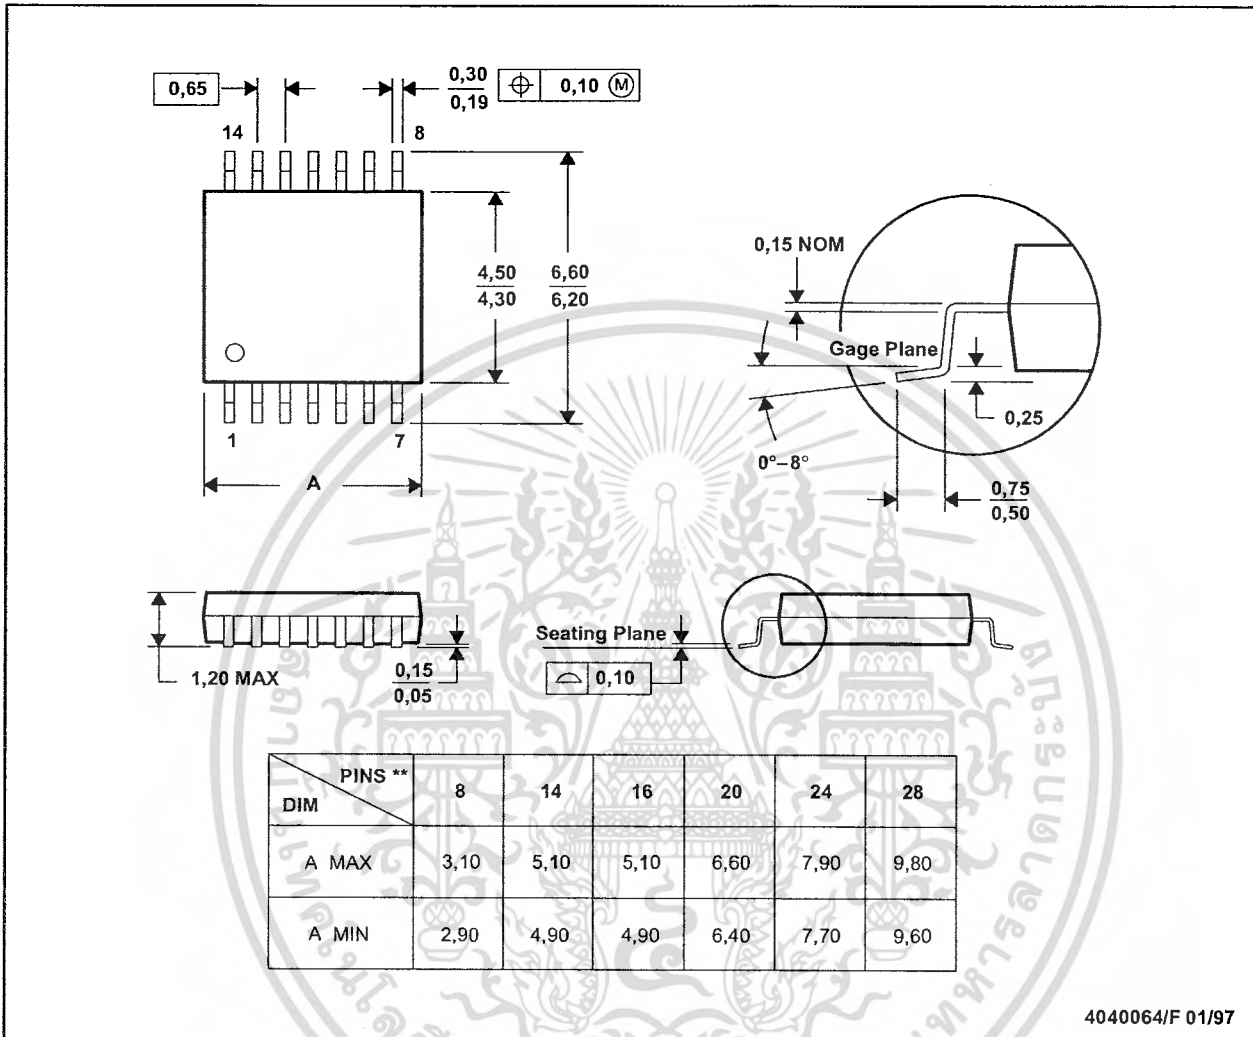 0,65
0,30
0,19
0,10 M
14
8
4,50
4,30
6,60
6,20
1
7
A
0,15 NOM
Gage Plane
0,25
0°–8°
0,75
0,50
1,20 MAX
0,15
0,05
Seating Plane
0,10
PINS ** 8 14 16 20 24 28
DIM
A MAX 3,10 5,10 5,10 6,60 7,90 9,80
A MIN 2,90 4,90 4,90 6,40 7,70 9,60
4040064/F 01/97